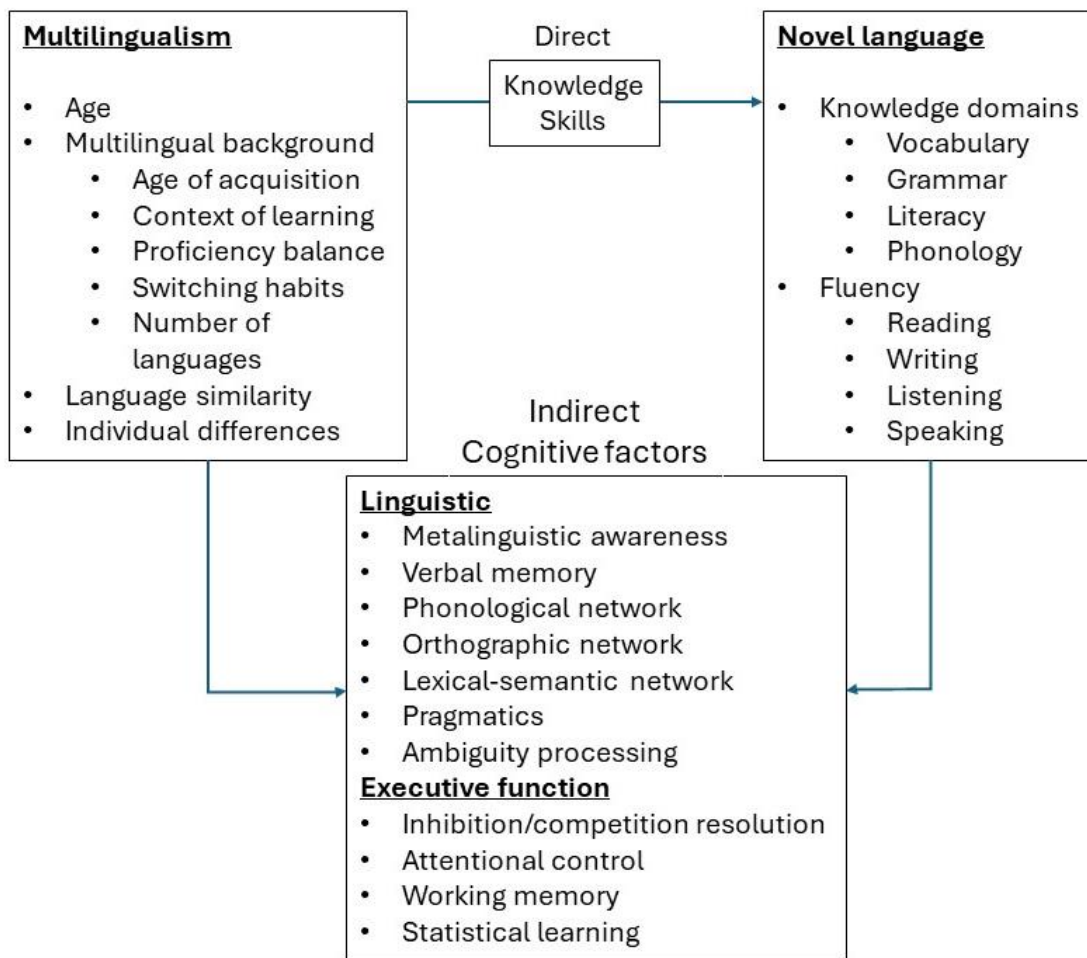 Multilingualism
• Age
• Multilingual background
• Age of acquisition
• Context of learning
• Proficiency balance
• Switching habits
• Number of
languages
• Language similarity
• Individual differences
Direct
Knowledge
Skills
Novel language
• Knowledge domains
• Vocabulary
• Grammar
• Literacy
• Phonology
• Fluency
• Reading
• Writing
• Listening
• Speaking
Indirect
Cognitive factors
Linguistic
• Metalinguistic awareness
• Verbal memory
• Phonological network
• Orthographic network
• Lexical-semantic network
• Pragmatics
• Ambiguity processing
Executive function
• Inhibition/competition resolution
• Attentional control
• Working memory
• Statistical learning